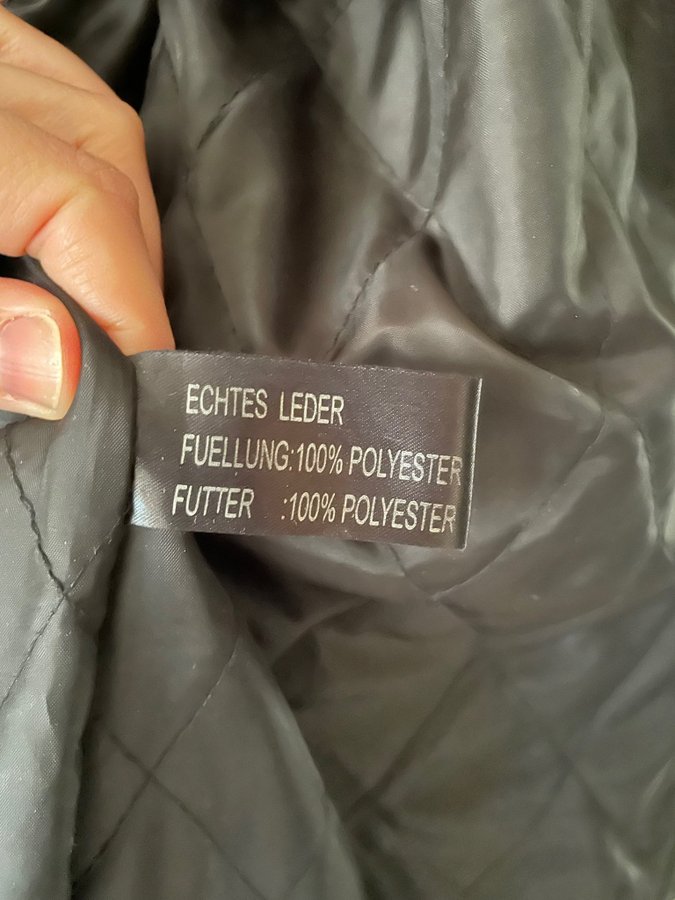 ECHTES LEDER
FUELLUNG:100% POLYESTER
FUTTER :100% POLYESTER